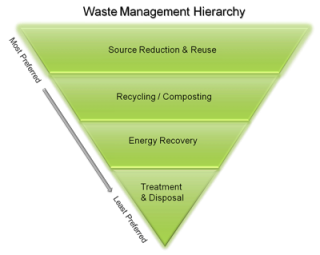 Waste Management Hierarchy
Most Preferred
Source Reduction & Reuse
Recycling / Composting
Energy Recovery
Treatment
& Disposal
Least Preferred